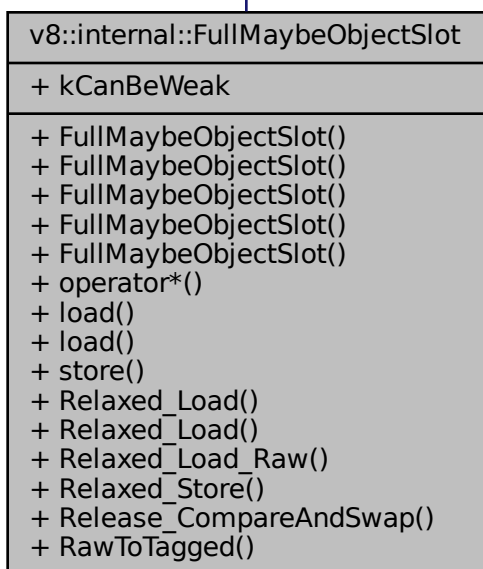 v8::internal::FullMaybeObjectSlot
+ kCanBeWeak
+ FullMaybeObjectSlot()
+ FullMaybeObjectSlot()
+ FullMaybeObjectSlot()
+ FullMaybeObjectSlot()
+ FullMaybeObjectSlot()
+ operator*()
+ load()
+ load()
+ store()
+ Relaxed_Load()
+ Relaxed_Load()
+ Relaxed_Load_Raw()
+ Relaxed_Store()
+ Release_CompareAndSwap()
+ RawToTagged()